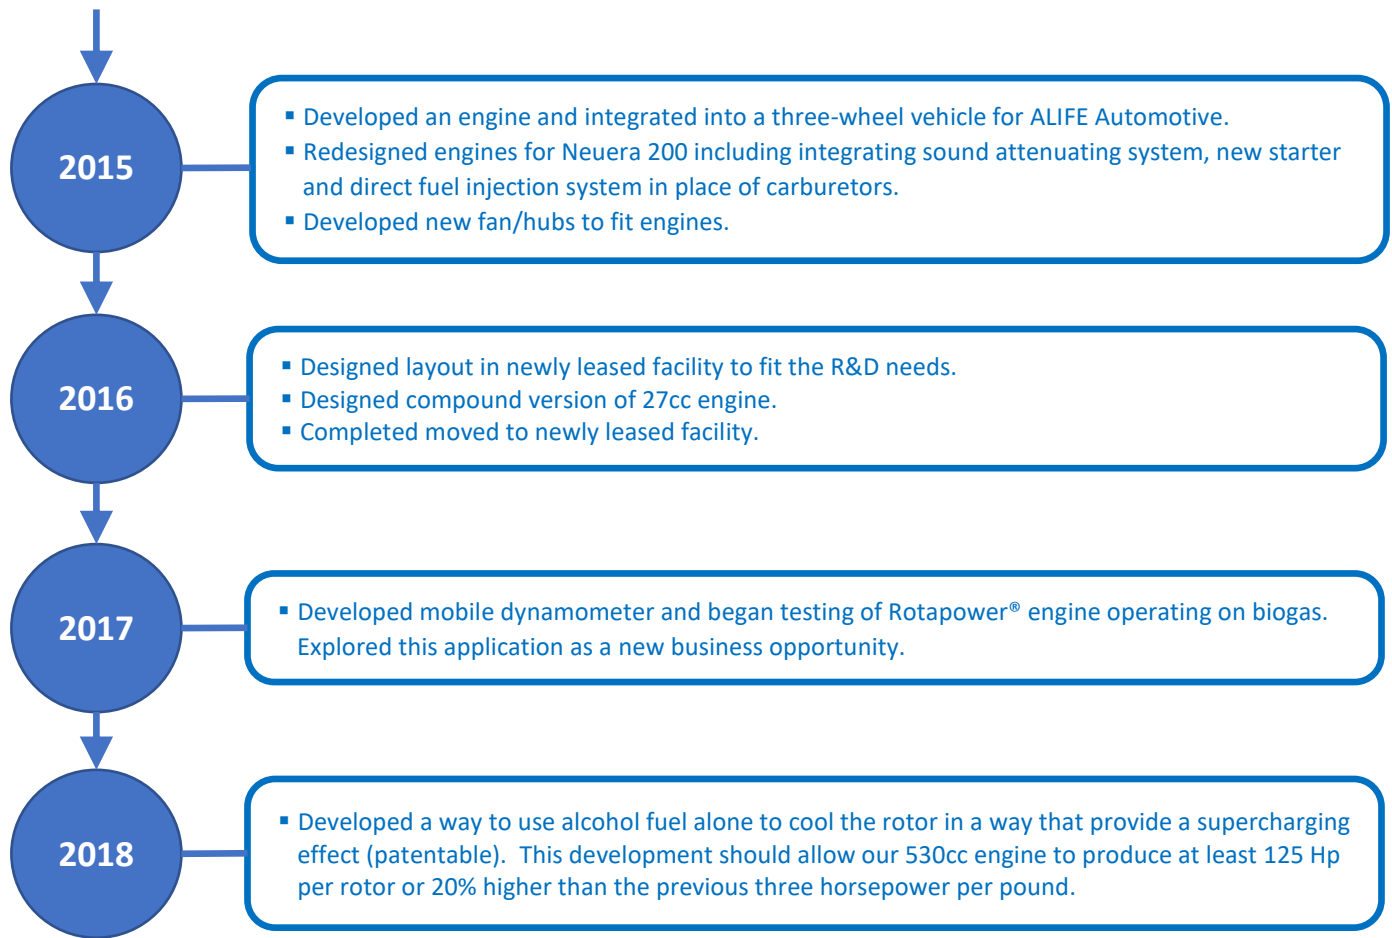 2015
▪ Developed an engine and integrated into a three-wheel vehicle for ALIFE Automotive.
▪ Redesigned engines for Neuera 200 including integrating sound attenuating system, new starter
and direct fuel injection system in place of carburetors.
▪ Developed new fan/hubs to fit engines.
2016
▪ Designed layout in newly leased facility to fit the R&D needs.
▪ Designed compound version of 27cc engine.
▪ Completed moved to newly leased facility.
2017
▪ Developed mobile dynamometer and began testing of Rotapower® engine operating on biogas.
Explored this application as a new business opportunity.
2018
▪ Developed a way to use alcohol fuel alone to cool the rotor in a way that provide a supercharging
effect (patentable).  This development should allow our 530cc engine to produce at least 125 Hp
per rotor or 20% higher than the previous three horsepower per pound.